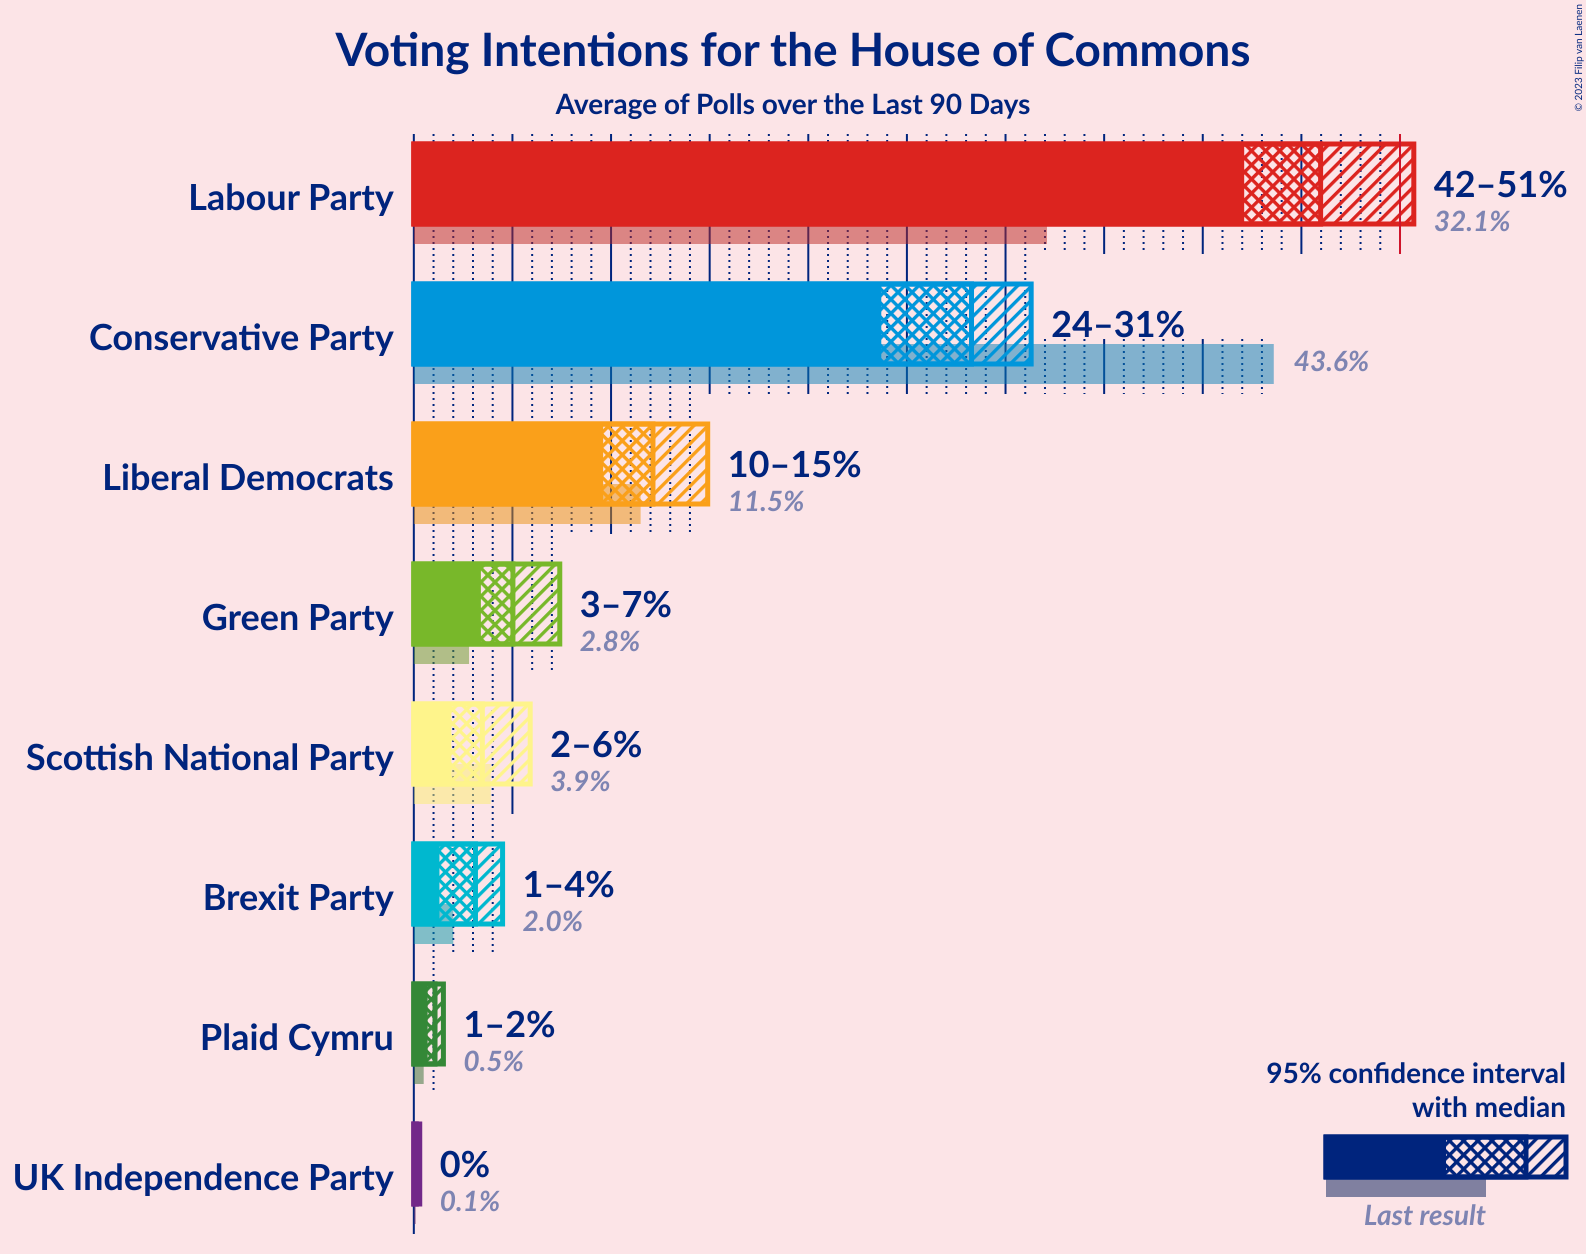 Voting Intentions for the House of Commons
Average of Polls over the Last 90 Days
© 2023 Filip van Laenen
Labour Party
42–51%
32.1%
Conservative Party
24–31%
43.6%
Liberal Democrats
10–15%
11.5%
Green Party
3–7%
2.8%
Scottish National Party
2–6%
3.9%
Brexit Party
1–4%
2.0%
Plaid Cymru
1–2%
0.5%
UK Independence Party
0%
0.1%
95% confidence interval
with median
Last result